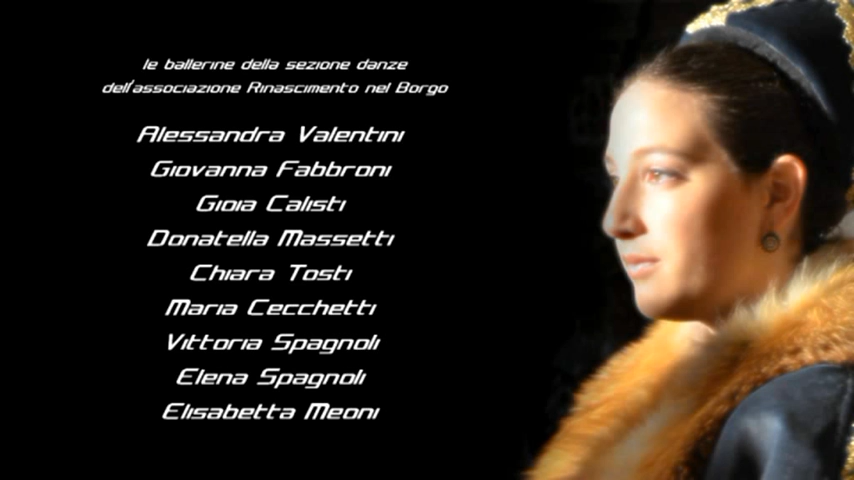 le ballerine della sezione danze
dell'associazione Rinascimento nel Borgo
Alessandra Valentini
Giovanna Fabbroni
Gioia Calisti
Donatella Massetti
Chiara Tosti
Maria Cecchetti
Vittoria Spagnoli
Elena Spagnoli
Elisabetta Meoni